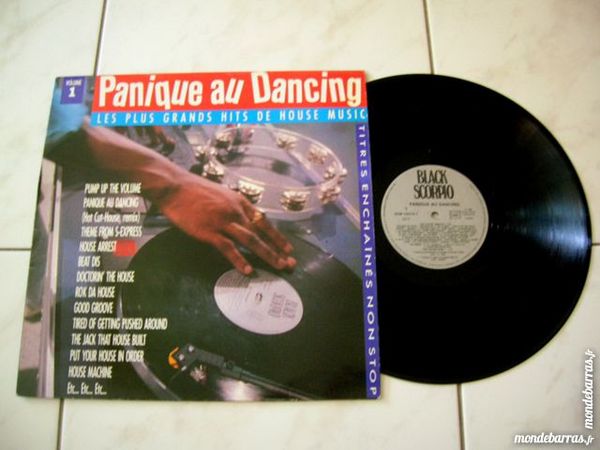 VOLUME
1
Panique au Dancing
LES PLUS GRANDS HITS DE HOUSE MUSIC
TITRES ENCHAINES NON STOP
PUMP UP THE VOLUME
PANIQUE AU DANCING
(Hot Cat-House, remix)
THEME FROM S-EXPRESS
HOUSE ARREST
BEAT DIS
DOCTORIN' THE HOUSE
ROK DA HOUSE
GOOD GROOVE
TIRED OF GETTING PUSHED AROUND
THE JACK THAT HOUSE BUILT
PUT YOUR HOUSE IN ORDER
HOUSE MACHINE
Etc... Etc... Etc...
BLACK
SCORPIO
PANIQUE AU DANCING
mondebarras.fr
mondebarras.fr